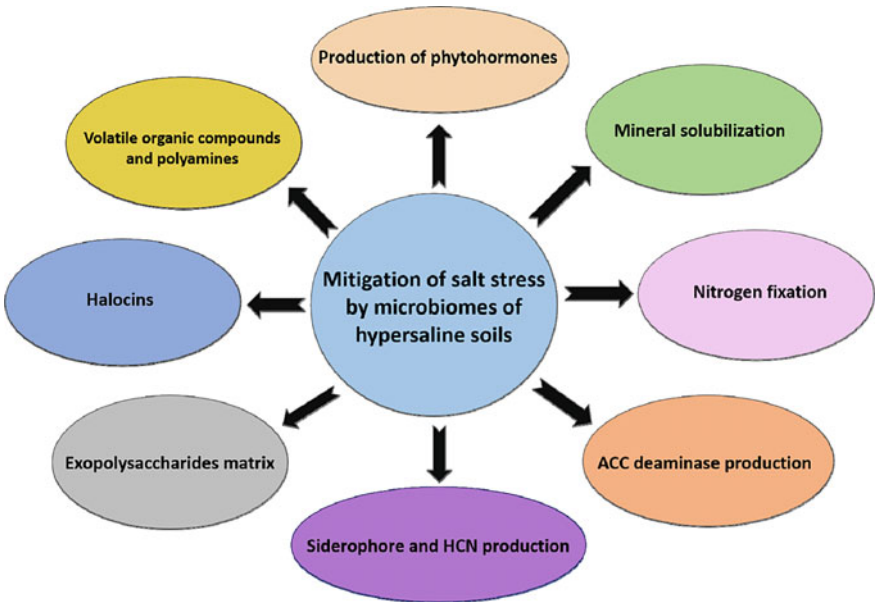 Production of phytohormones
Mineral solubilization
Volatile organic compounds
and polyamines
Mitigation of salt stress
by microbiomes of
hypersaline soils
Halocins
Nitrogen fixation
Exopolysaccharides matrix
ACC deaminase production
Siderophore and HCN production